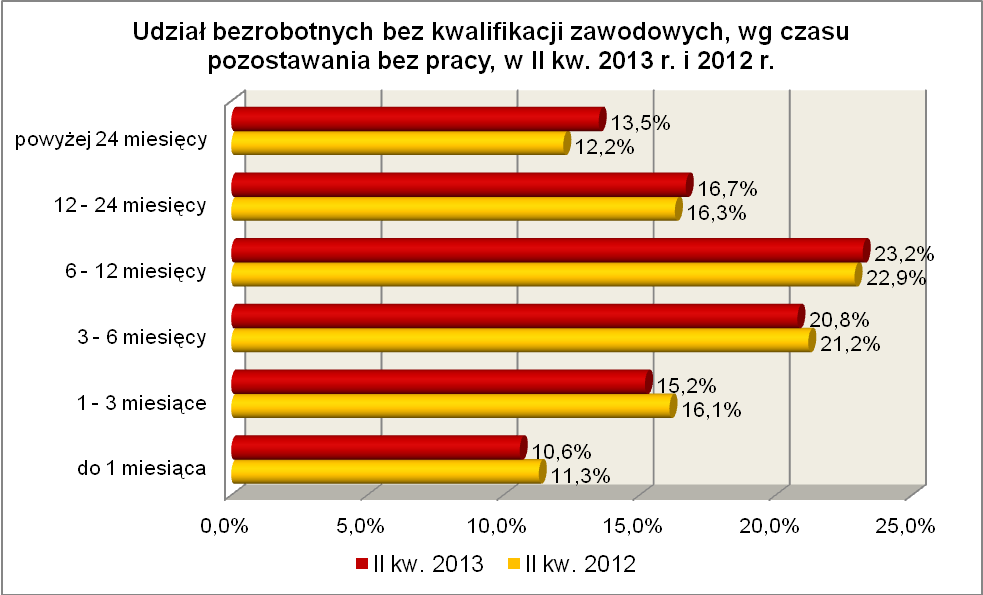 Udział bezrobotnych bez kwalifikacji zawodowych, wg czasu
pozostawania bez pracy, w II kw. 2013 r. i 2012 r.
powyżej 24 miesięcy
13,5%
12,2%
12 - 24 miesięcy
16,7%
16,3%
6 - 12 miesięcy
23,2%
22,9%
3 - 6 miesięcy
20,8%
21,2%
1 - 3 miesiące
15,2%
16,1%
do 1 miesiąca
10,6%
11,3%
0,0% 5,0% 10,0% 15,0% 20,0% 25,0%
II kw. 2013 II kw. 2012